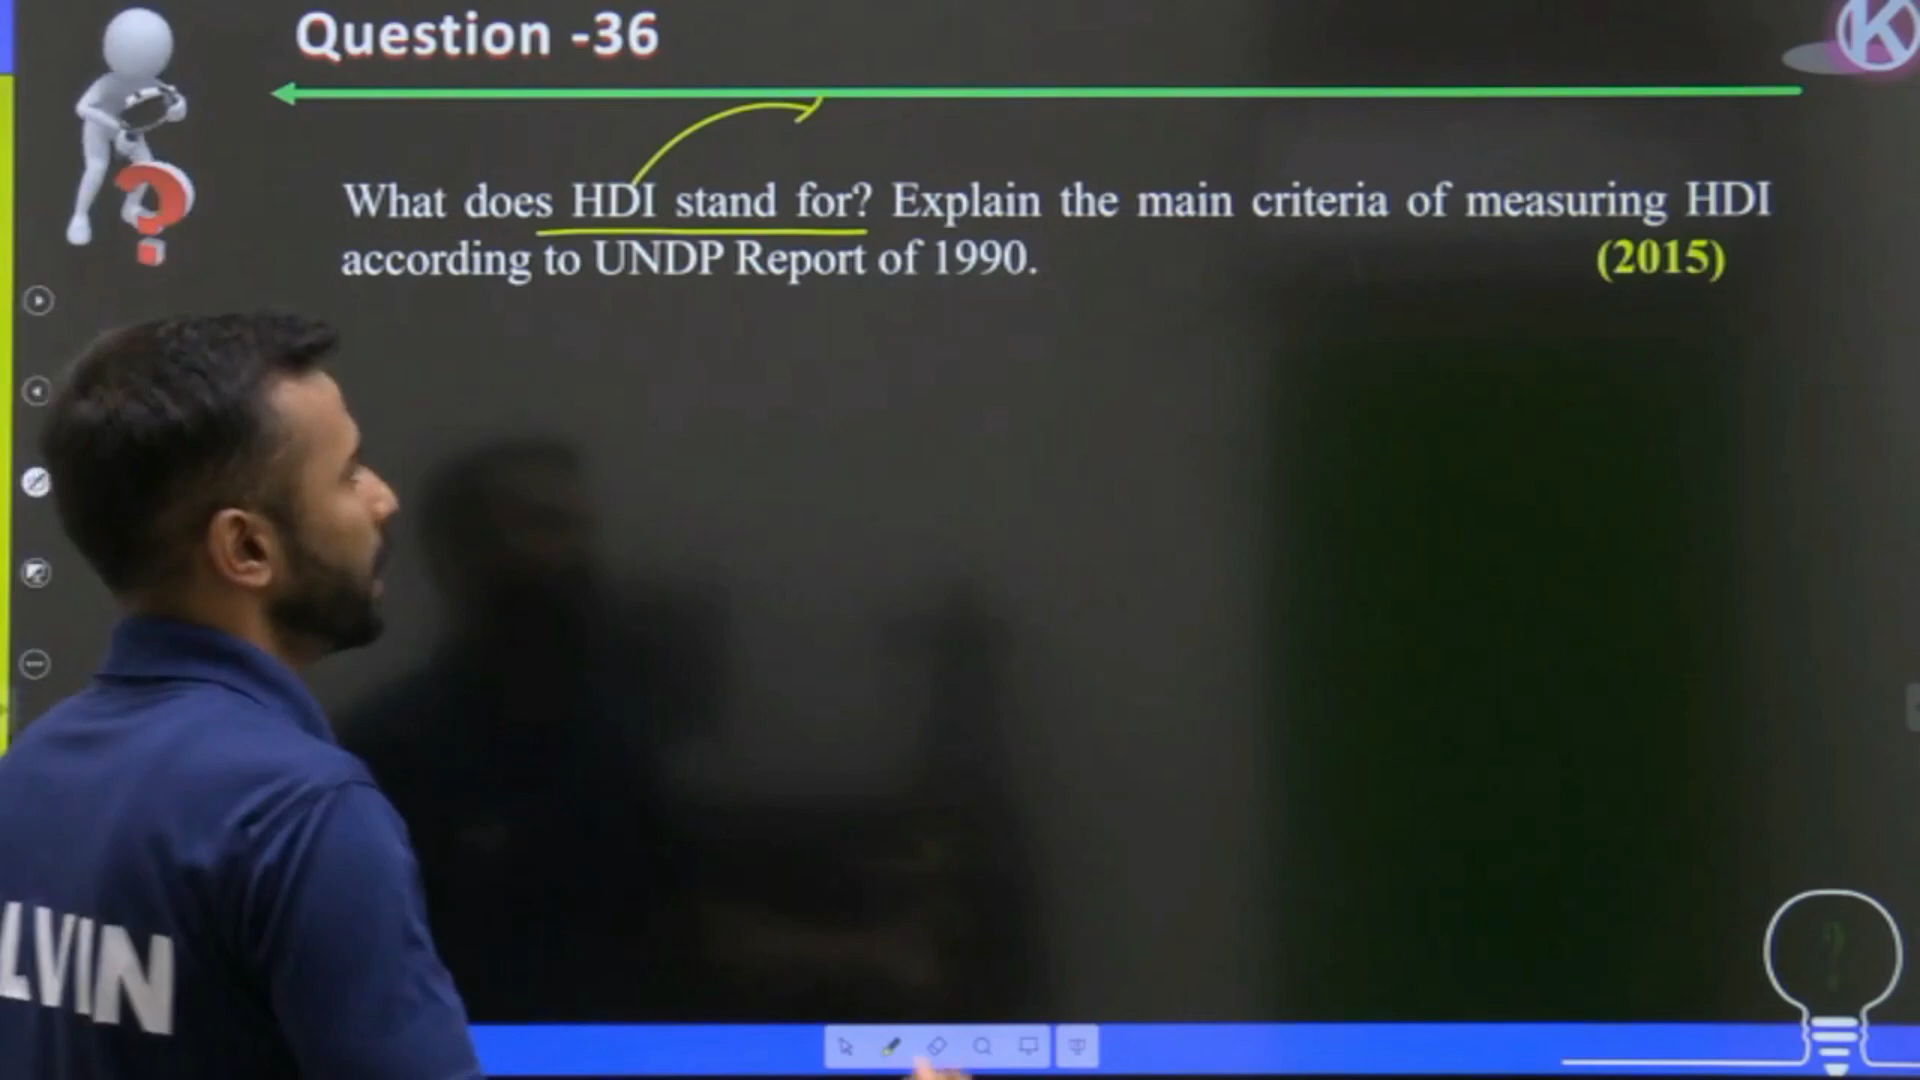 Question -36
K
What does HDI stand for? Explain the main criteria of measuring HDI
according to UNDP Report of 1990.
(2015)
LVIN